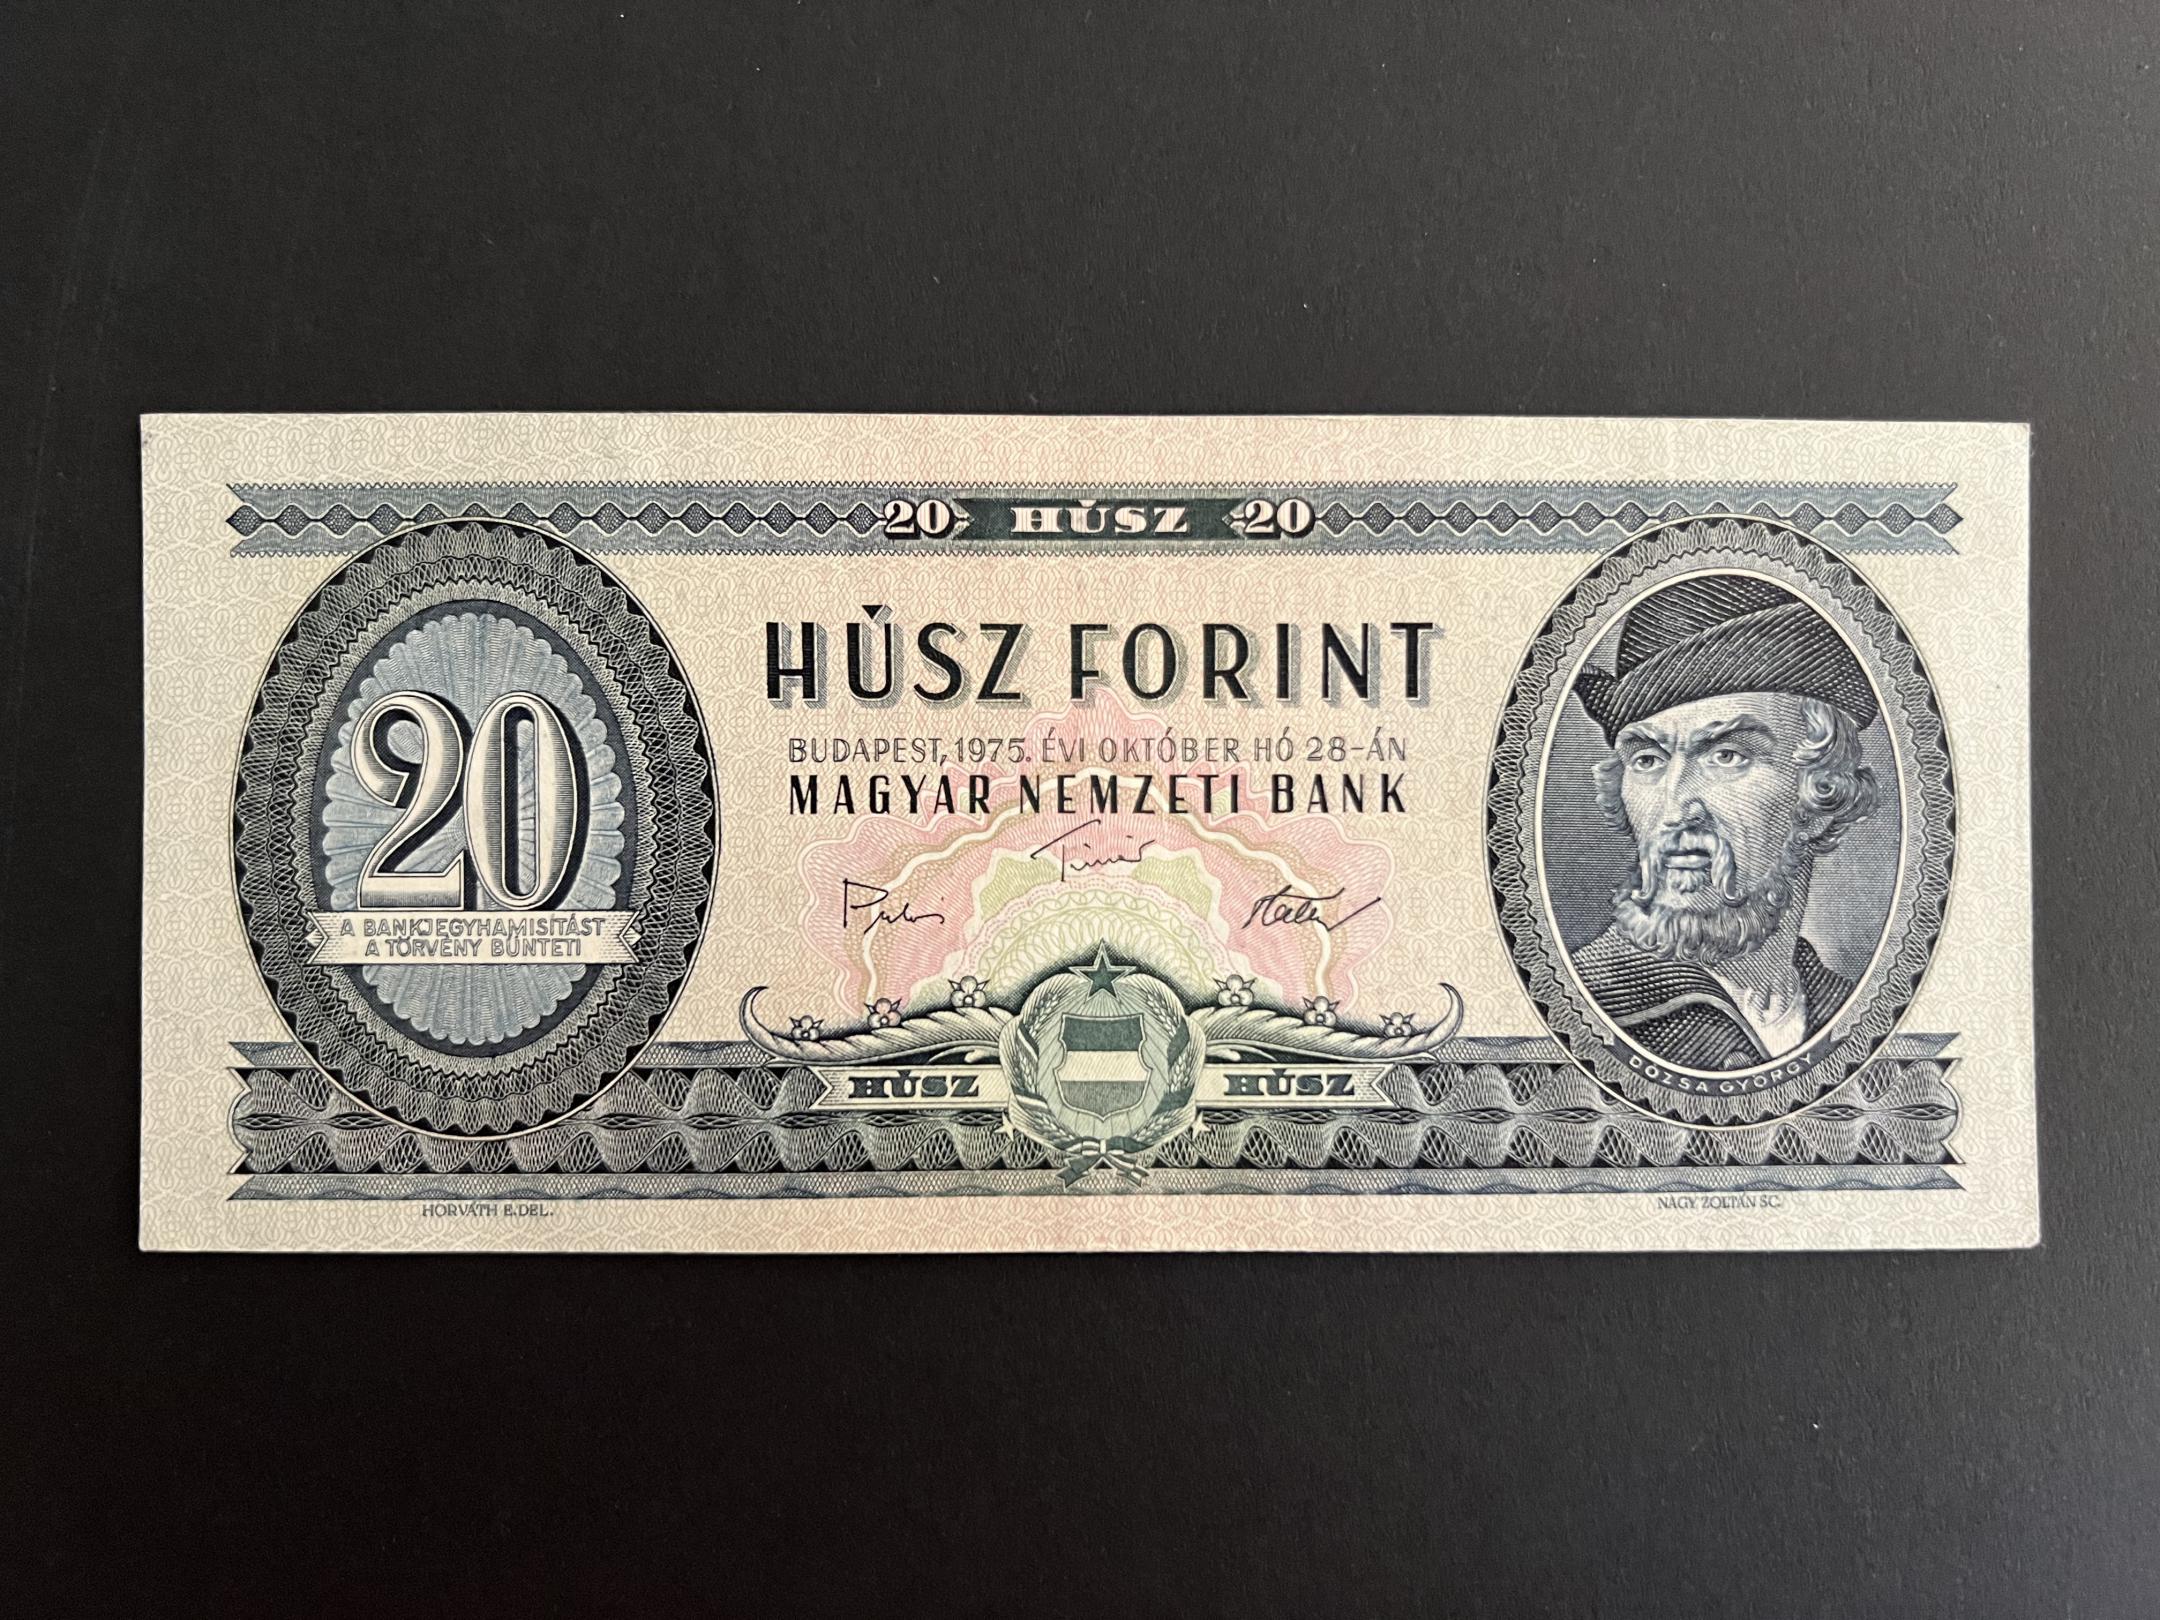 20 HÚSZ 20
HÚSZ FORINT
BUDAPEST, 1975. ÉVI OKTÓBER HÓ 28-ÁN
MAGYAR NEMZETI BANK
20
A BANKJEGYHAMISÍTÁST
A TÖRVÉNY BÜNTETI
HÚSZ HÚSZ
DÓZSA GYÖRGY
HORVÁTH E. DEL.
NAGY ZOLTÁN SC.